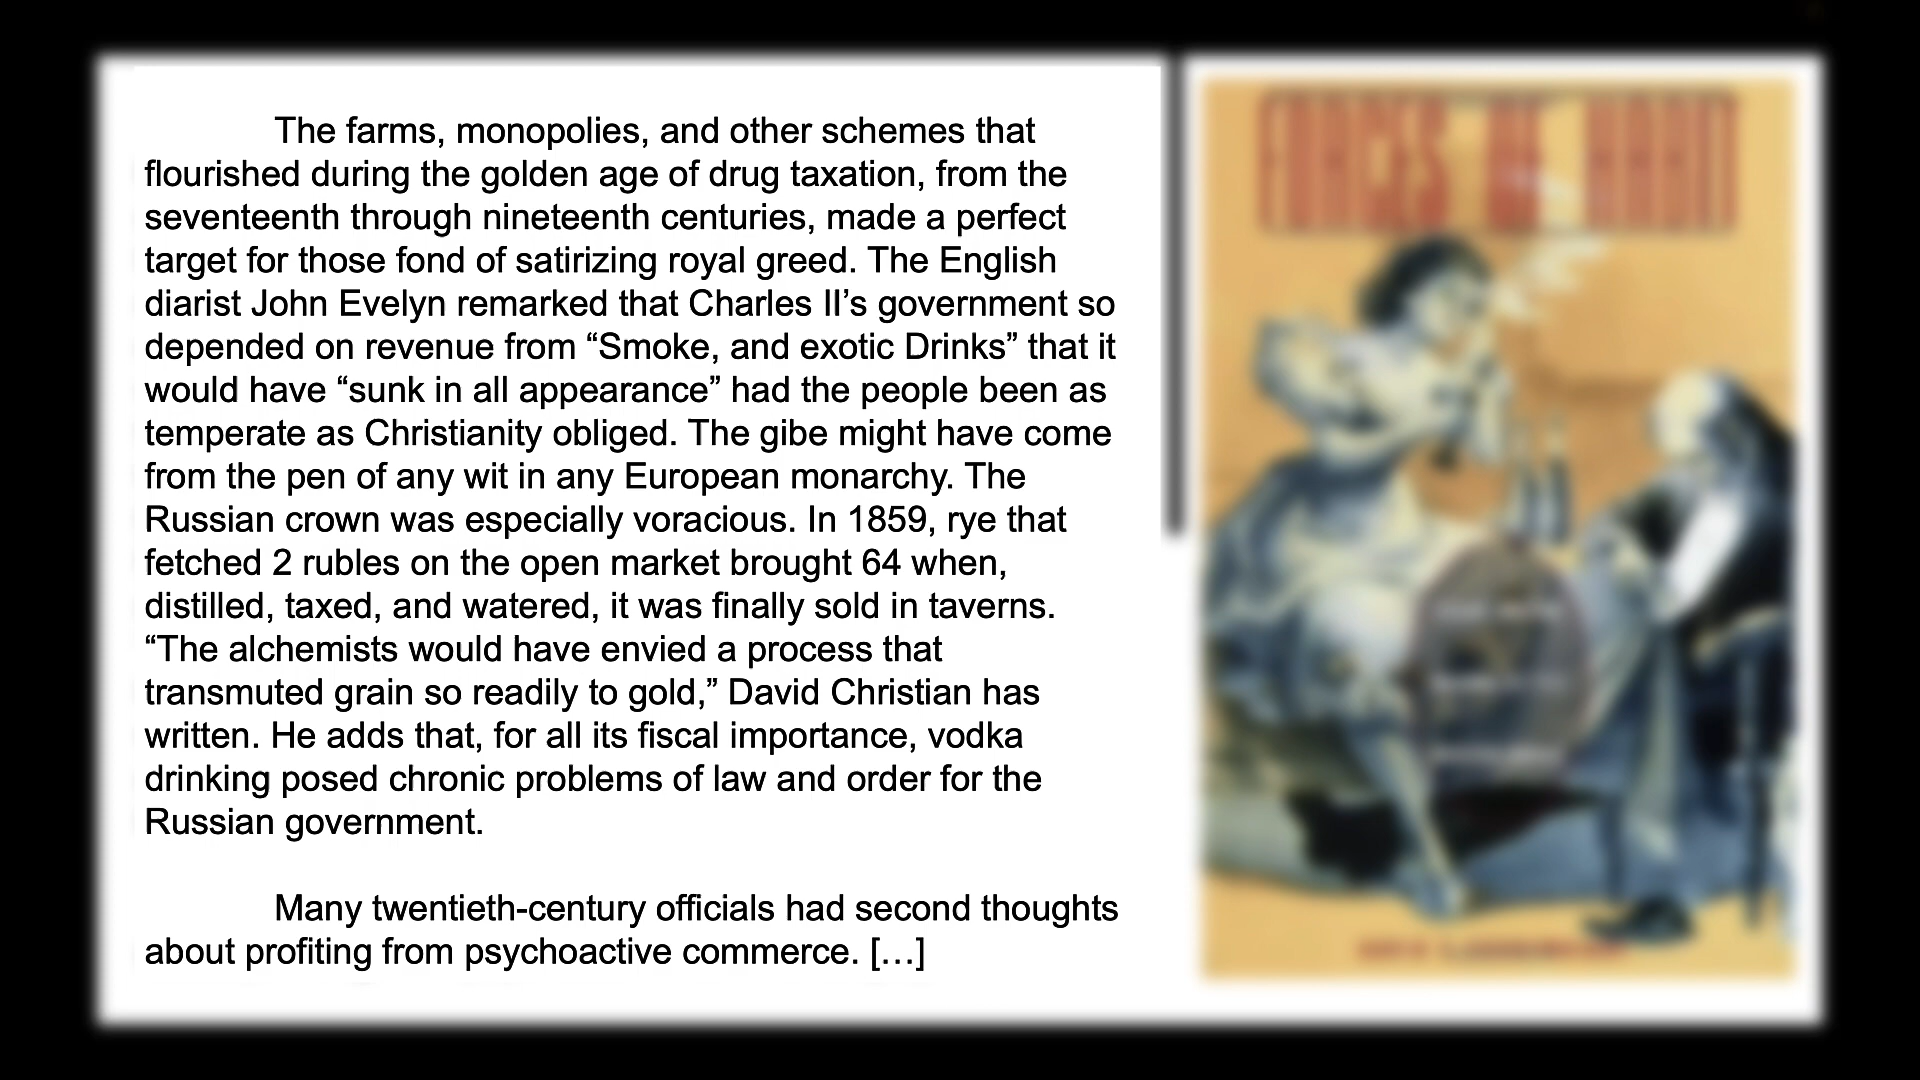 The farms, monopolies, and other schemes that
flourished during the golden age of drug taxation, from the
seventeenth through nineteenth centuries, made a perfect
target for those fond of satirizing royal greed. The English
diarist John Evelyn remarked that Charles II’s government so
depended on revenue from “Smoke, and exotic Drinks” that it
would have “sunk in all appearance” had the people been as
temperate as Christianity obliged. The gibe might have come
from the pen of any wit in any European monarchy. The
Russian crown was especially voracious. In 1859, rye that
fetched 2 rubles on the open market brought 64 when,
distilled, taxed, and watered, it was finally sold in taverns.
“The alchemists would have envied a process that
transmuted grain so readily to gold,” David Christian has
written. He adds that, for all its fiscal importance, vodka
drinking posed chronic problems of law and order for the
Russian government.
Many twentieth-century officials had second thoughts
about profiting from psychoactive commerce. […]